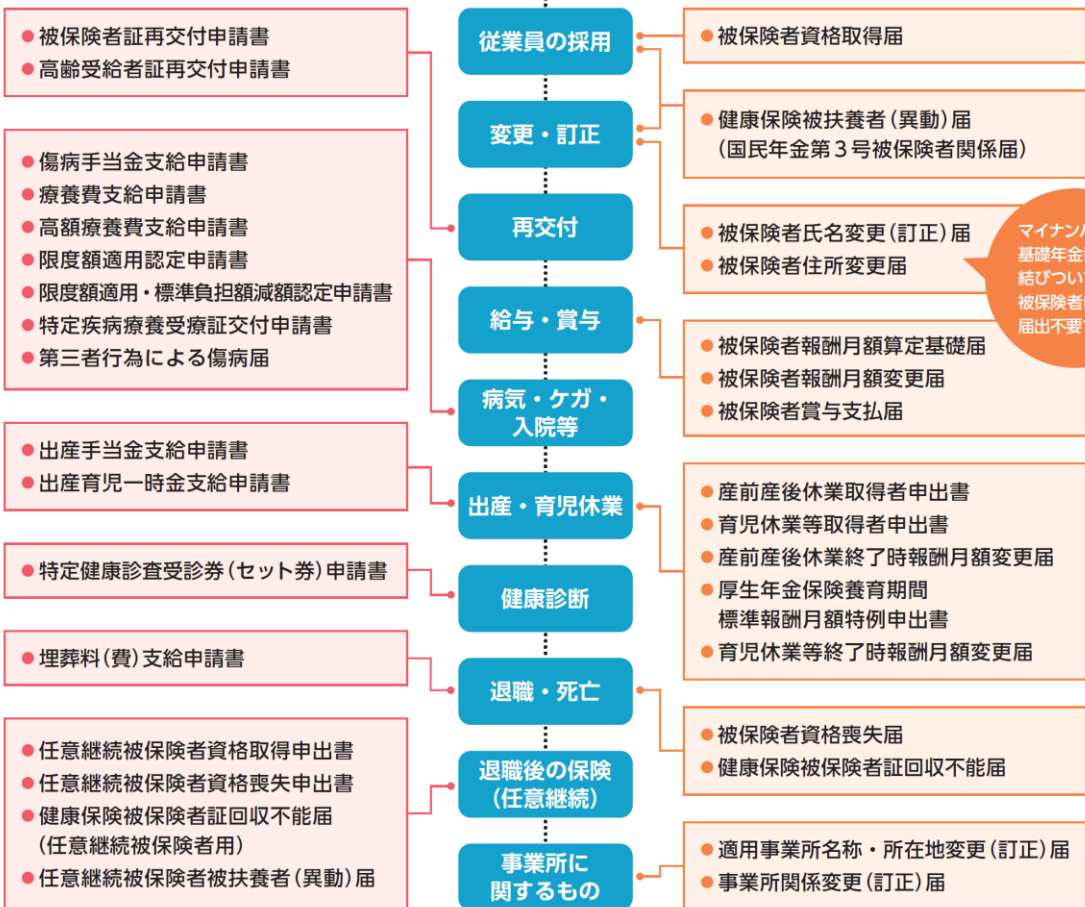 ●被保険者証再交付申請書
●高齢受給者証再交付申請書
●傷病手当金支給申請書
●療養費支給申請書
●高額療養費支給申請書
●限度額適用認定申請書
●限度額適用・標準負担額減額認定申請書
●特定疾病療養受療証交付申請書
●第三者行為による傷病届
●出産手当金支給申請書
●出産育児一時金支給申請書
●特定健康診査受診券(セット券)申請書
●埋葬料(費)支給申請書
●任意継続被保険者資格取得申出書
●任意継続被保険者資格喪失申出書
●健康保険被保険者証回収不能届
(任意継続被保険者用)
●任意継続被保険者被扶養者(異動)届
従業員の採用
変更・訂正
再交付
給与・賞与
病気・ケガ・
入院等
出産・育児休業
健康診断
退職・死亡
退職後の保険
(任意継続)
事業所に
関するもの
●被保険者資格取得届
●健康保険被扶養者(異動)届
(国民年金第3号被保険者関係届)
●被保険者氏名変更(訂正)届
●被保険者住所変更届
マイナン
基礎年金
結びつい
被保険者
届出不要
●被保険者報酬月額算定基礎届
●被保険者報酬月額変更届
●被保険者賞与支払届
●産前産後休業取得者申出書
●育児休業等取得者申出書
●産前産後休業終了時報酬月額変更届
●厚生年金保険養育期間
標準報酬月額特例申出書
●育児休業等終了時報酬月額変更届
●被保険者資格喪失届
●健康保険被保険者証回収不能届
●適用事業所名称・所在地変更(訂正)届
●事業所関係変更(訂正)届